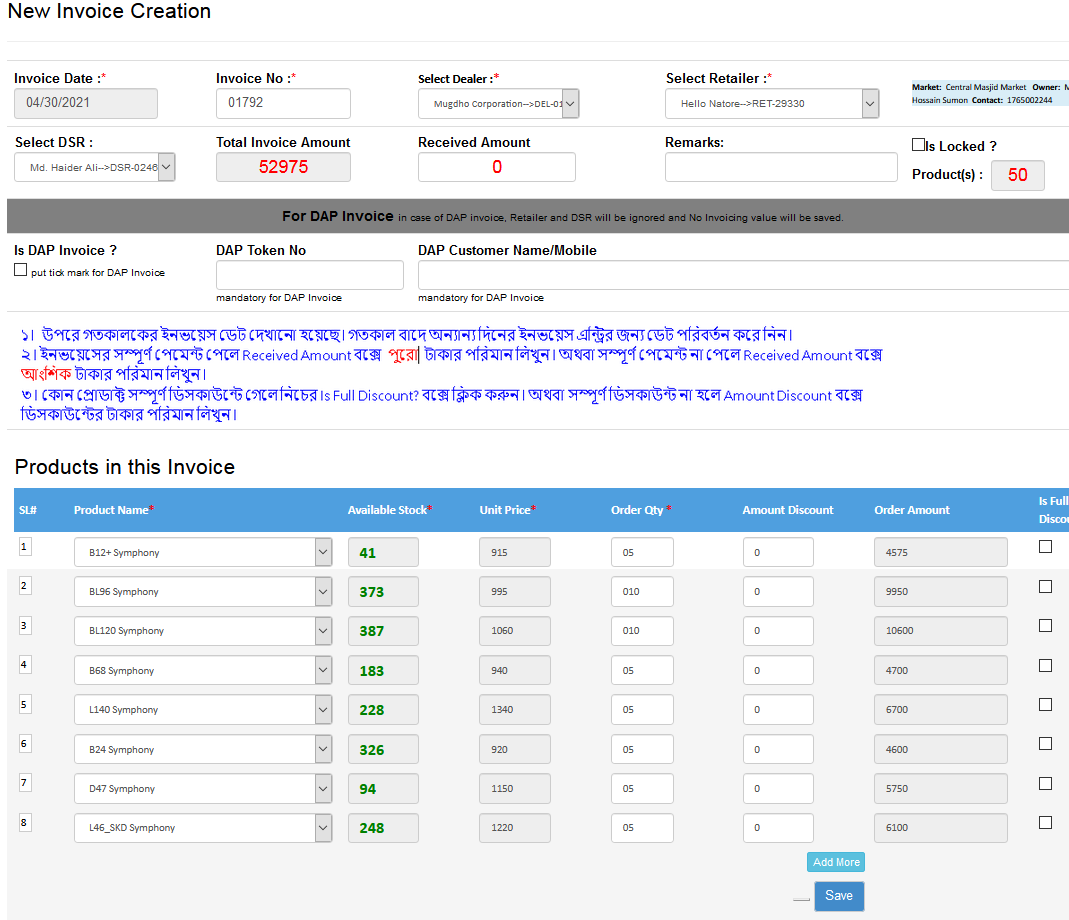 New Invoice Creation
Invoice Date :* Invoice No :* Select Dealer :* Select Retailer :*
Market: Central Masjid Market Owner: M
Hossain Sumon Contact: 1765002244
04/30/2021 01792 Mugdho Corporation-->DEL-01 Hello Natore-->RET-29330
Select DSR : Total Invoice Amount Received Amount Remarks: Is Locked ?
Md. Haider Ali-->DSR-0246 52975 0 Product(s) : 50
For DAP Invoice in case of DAP invoice, Retailer and DSR will be ignored and No Invoicing value will be saved.
Is DAP Invoice ? DAP Token No DAP Customer Name/Mobile
put tick mark for DAP Invoice
mandatory for DAP Invoice mandatory for DAP Invoice
১। উপরে গতকালকের ইনভয়েস ডেট দেখানো হয়েছে। গতকাল বাদে অন্যান্য দিনের ইনভয়েস এন্ট্রির জন্য ডেট পরিবর্তন করে নিন।
২। ইনভয়েসের সম্পূর্ণ পেমেন্ট পেলে Received Amount বক্সে পুরো টাকার পরিমান লিখুন। অথবা সম্পূর্ণ পেমেন্ট না পেলে Received Amount বক্সে
আংশিক টাকার পরিমান লিখুন।
৩। কোন প্রোডাক্ট সম্পূর্ণ ডিসকাউন্টে গেলে নিচের Is Full Discount? বক্সে ক্লিক করুন। অথবা সম্পূর্ণ ডিসকাউন্ট না হলে Amount Discount বক্সে
ডিসকাউন্টের টাকার পরিমান লিখুন।
Products in this Invoice
SL# Product Name* Available Stock* Unit Price* Order Qty * Amount Discount Order Amount Is Full
Discou
1 B12+ Symphony 41 915 05 0 4575
2 BL96 Symphony 373 995 010 0 9950
3 BL120 Symphony 387 1060 010 0 10600
4 B68 Symphony 183 940 05 0 4700
5 L140 Symphony 228 1340 05 0 6700
6 B24 Symphony 326 920 05 0 4600
7 D47 Symphony 94 1150 05 0 5750
8 L46_SKD Symphony 248 1220 05 0 6100
Add More
Save